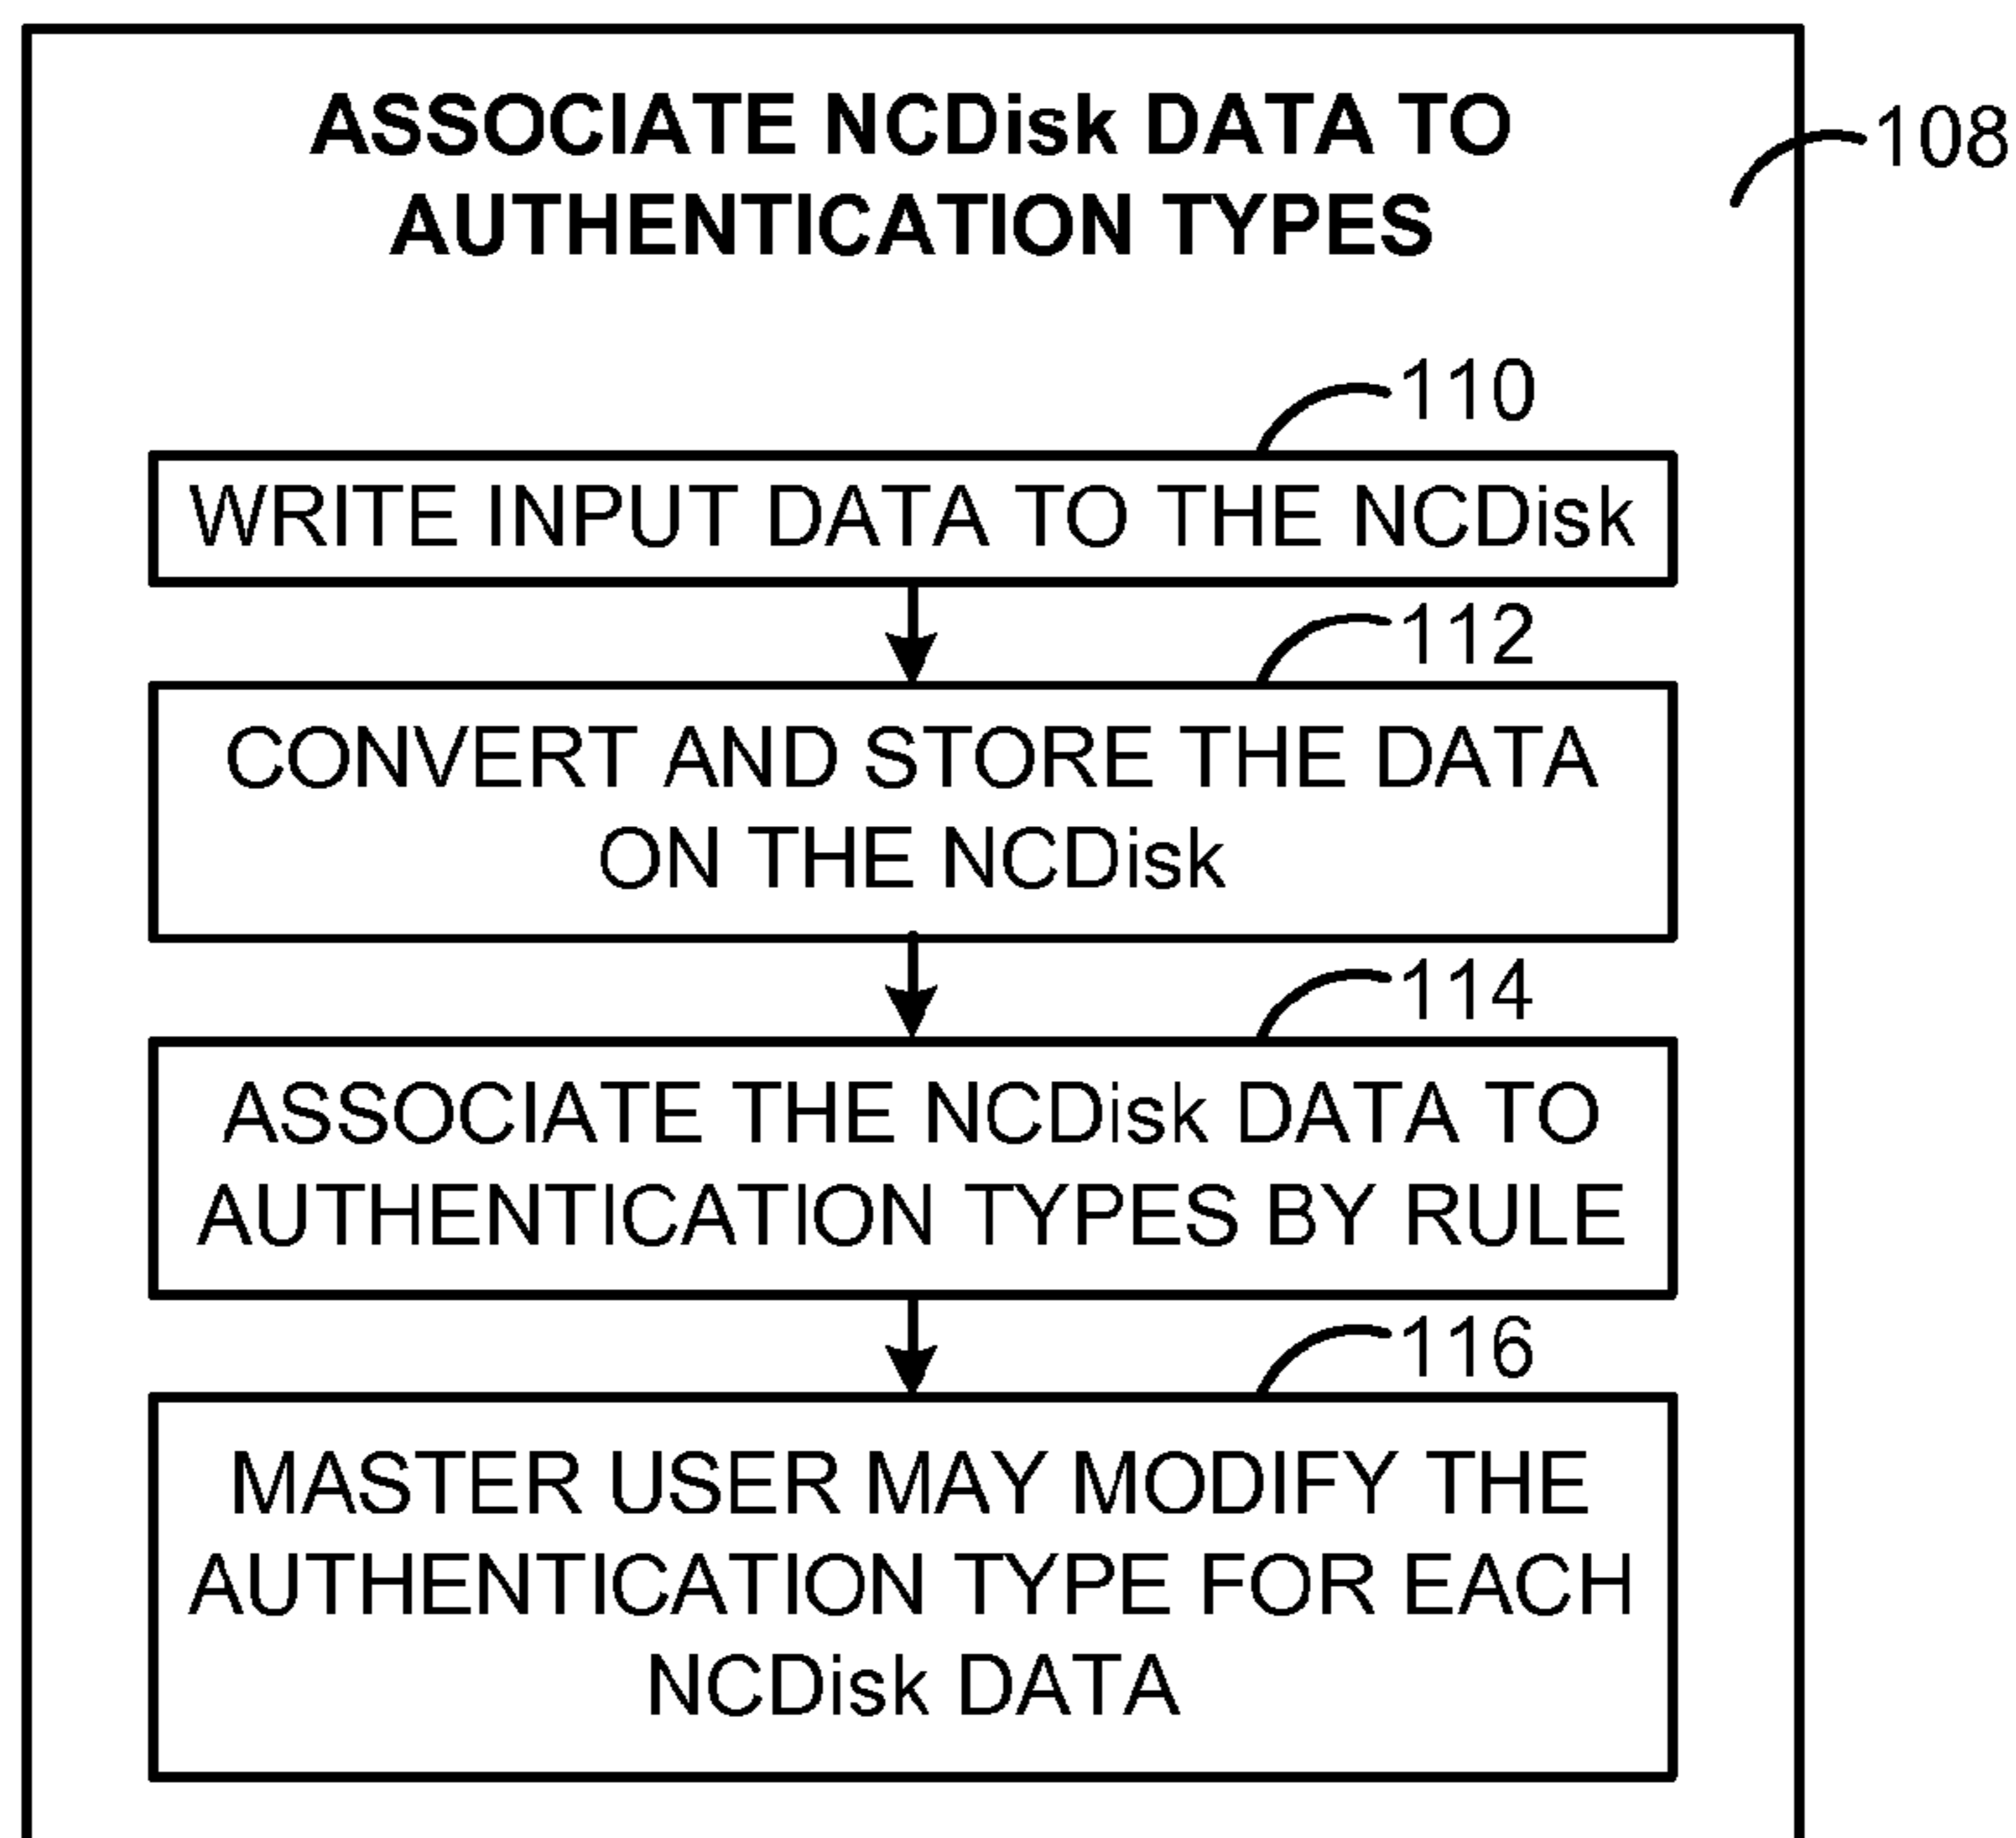 ASSOCIATE NCDisk DATA TO
AUTHENTICATION TYPES
108
110
WRITE INPUT DATA TO THE NCDisk
112
CONVERT AND STORE THE DATA
ON THE NCDisk
114
ASSOCIATE THE NCDisk DATA TO
AUTHENTICATION TYPES BY RULE
116
MASTER USER MAY MODIFY THE
AUTHENTICATION TYPE FOR EACH
NCDisk DATA